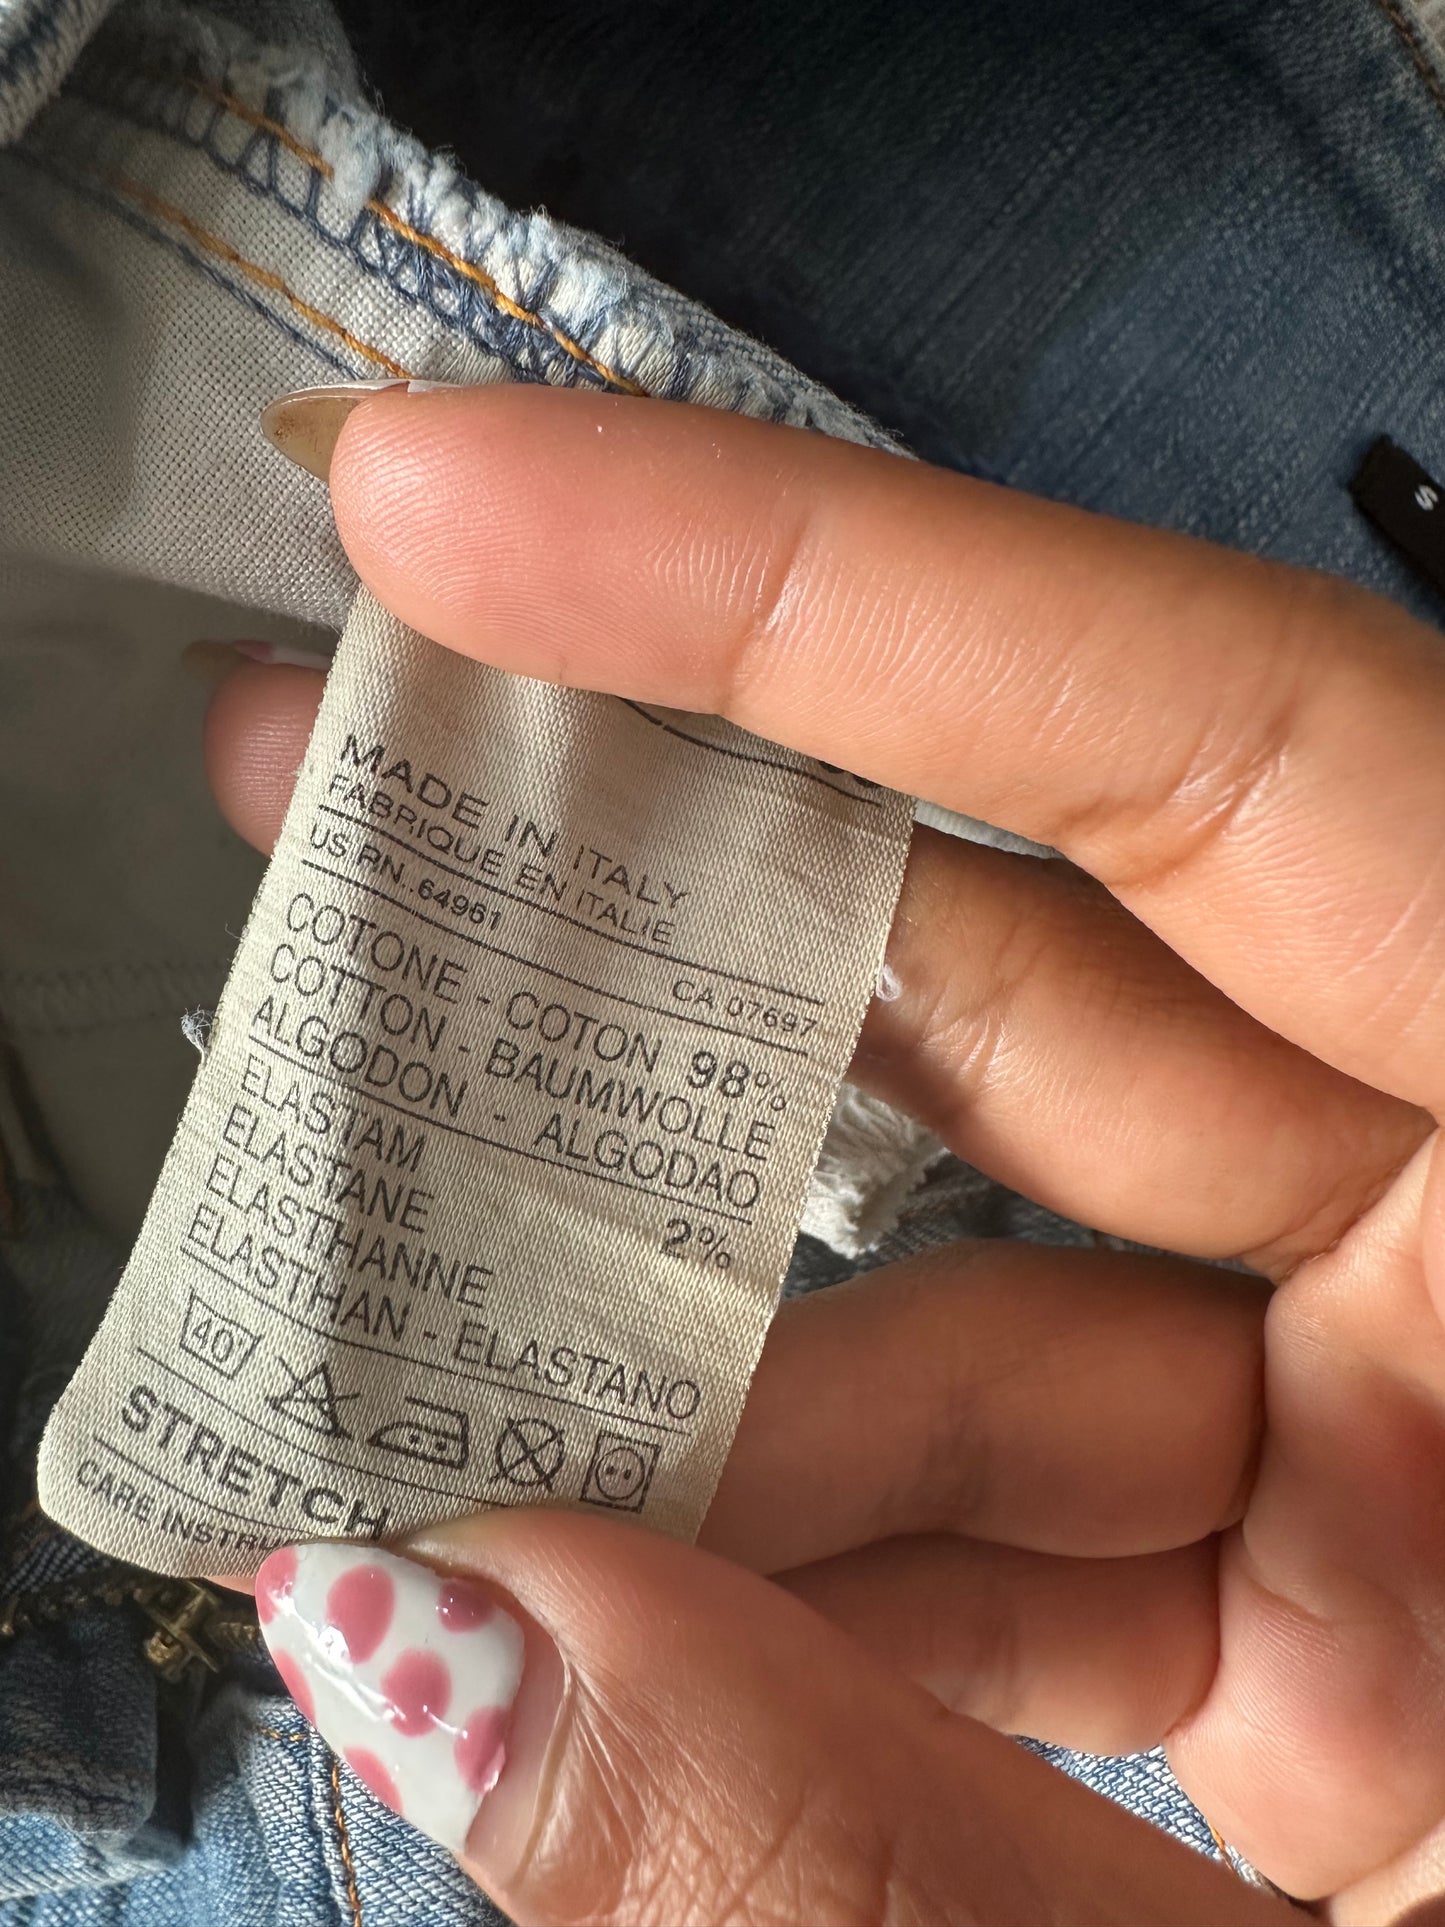 MADE IN ITALY
FABRIQUE EN ITALIE
US RN. 64961 CA 07697
COTONE - COTON 98%
COTTON - BAUMWOLLE
ALGODON - ALGODAO
ELASTAM 2%
ELASTANE
ELASTHANNE
ELASTHAN - ELASTANO
40
STRETCH
CARE
S